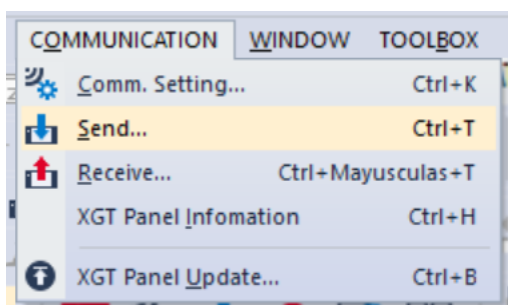 COMMUNICATION WINDOW TOOLBOX
Comm. Setting... Ctrl+K
Send... Ctrl+T
Receive... Ctrl+Mayusculas+T
XGT Panel Infomation Ctrl+H
XGT Panel Update... Ctrl+B